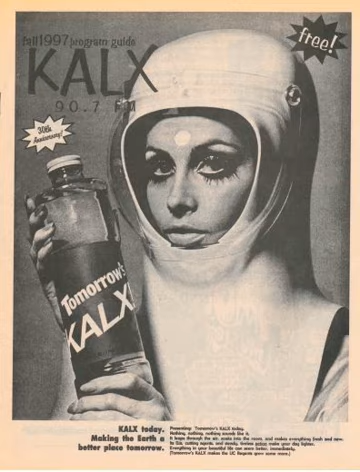 fall 1997 program guide
free!
KALX
90.7 FM
30th
Anniversary!
Tomorrow's
KALX
KALX today.
Making the Earth a
better place tomorrow.
Presenting: Tomorrow's KALX today.
Nothing, nothing, nothing sounds like it.
It leaps through the air, soaks into the room, and makes everything fresh and new.
Everything in your beautiful life can seem better. Immediately.
(Tomorrow's KALX makes the UC Regents grow some more.)